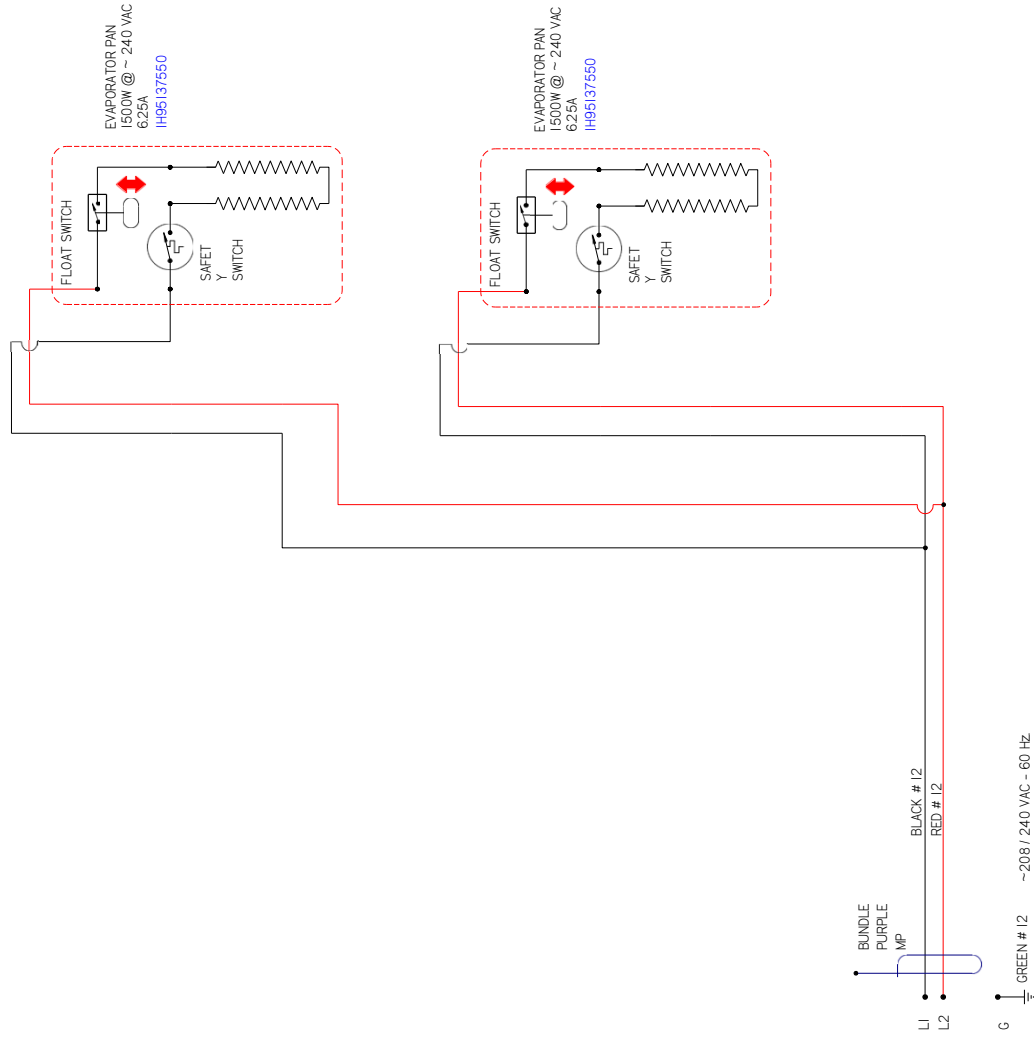 EVAPORATOR PAN
1500W @ ~ 240 VAC
6.25A
IH95137550
FLOAT SWITCH
SAFET
Y
SWITCH
EVAPORATOR PAN
1500W @ ~ 240 VAC
6.25A
IH95137550
FLOAT SWITCH
SAFET
Y
SWITCH
BLACK # 12
RED # 12
BUNDLE
PURPLE
MP
L1
L2
G
GREEN # 12
~208 / 240 VAC - 60 HZ